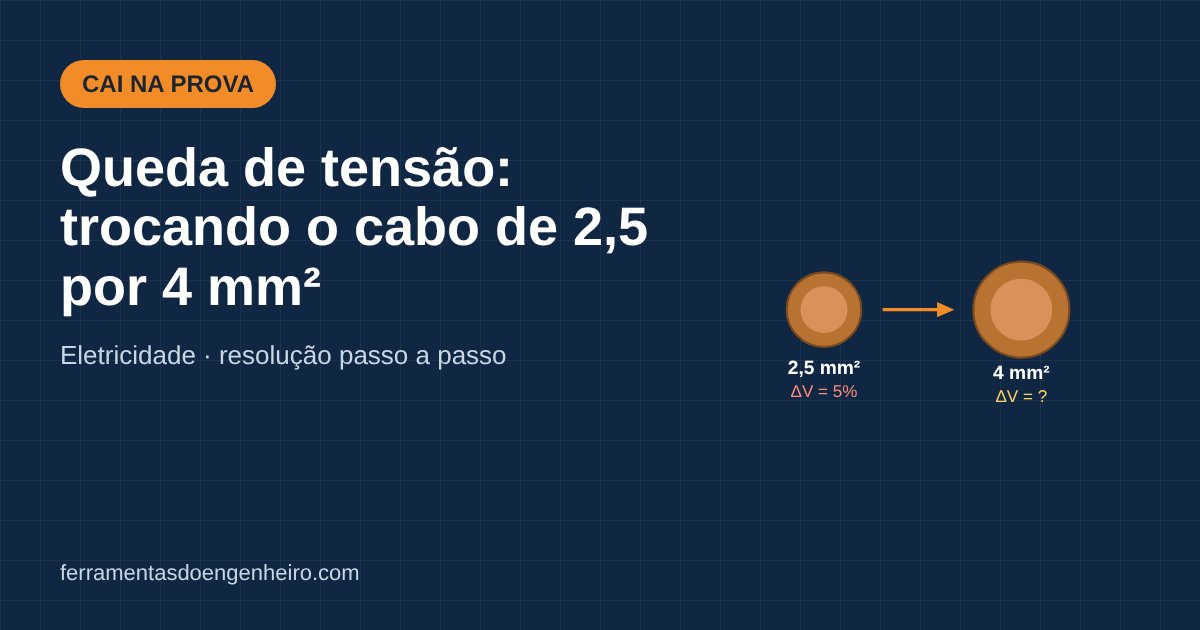 CAI NA PROVA
Queda de tensão:
trocando o cabo de 2,5
por 4 mm²
Eletricidade · resolução passo a passo
2,5 mm²
ΔV = 5%
4 mm²
ΔV = ?
ferramentasdoengenheiro.com